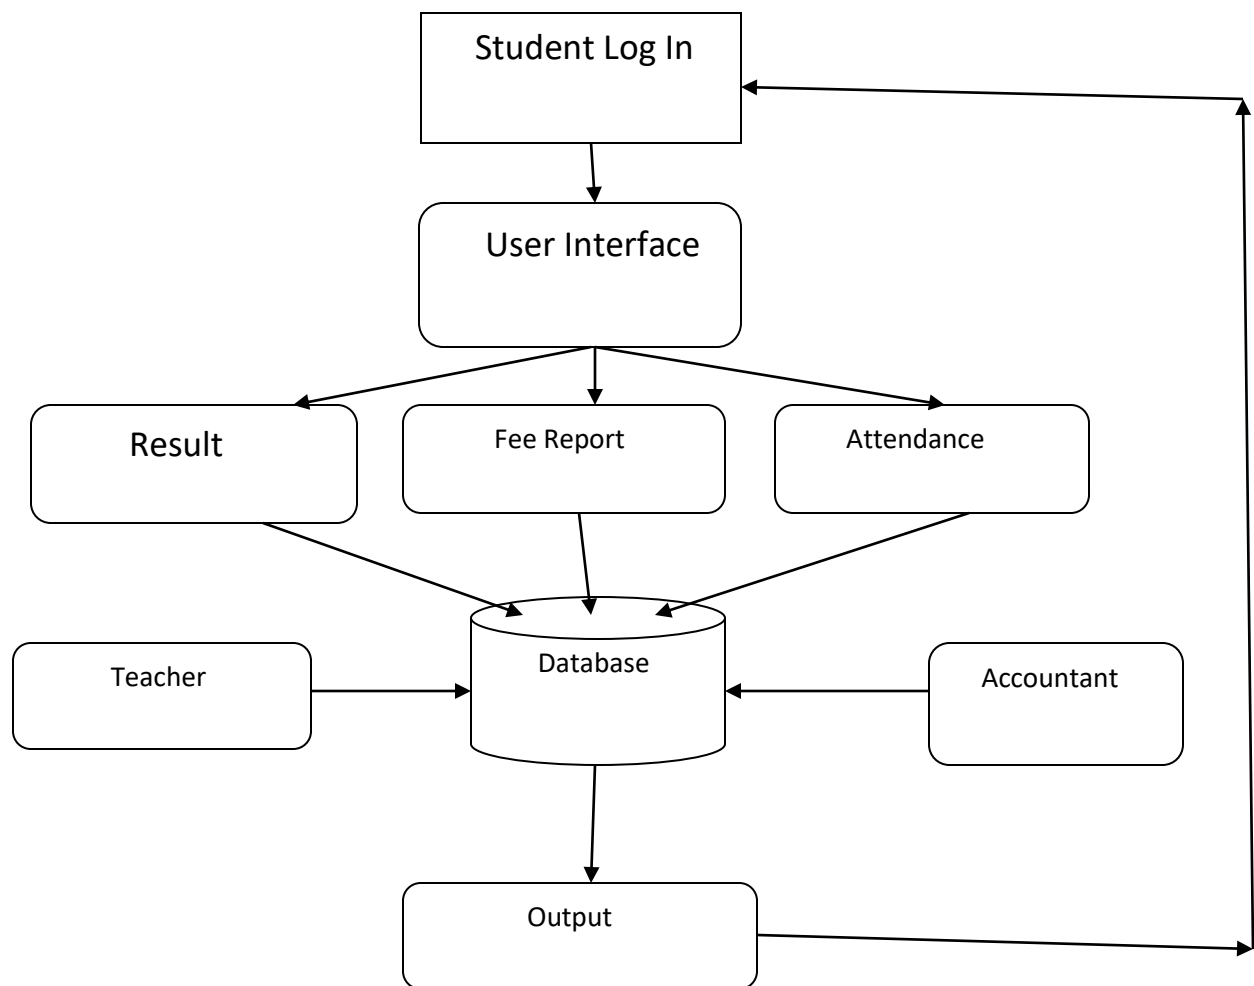 Student Log In
User Interface
Result
Fee Report
Attendance
Database
Teacher
Accountant
Output